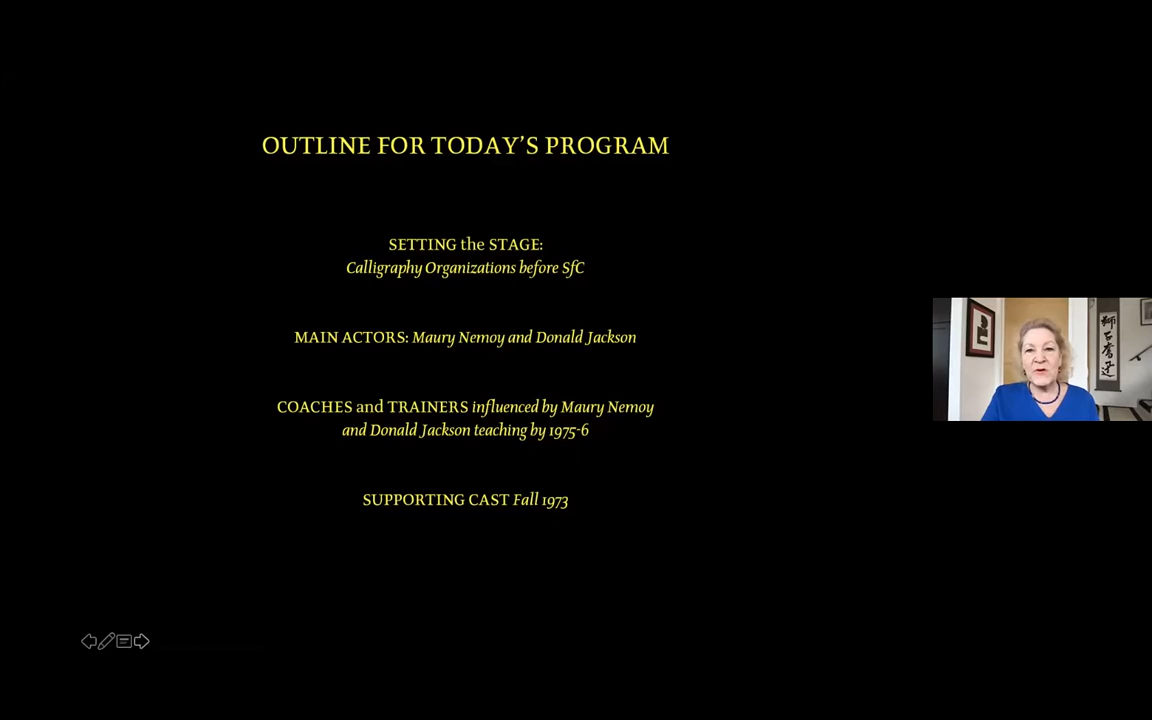 OUTLINE FOR TODAY'S PROGRAM
SETTING the STAGE:
Calligraphy Organizations before SfC
MAIN ACTORS: Maury Nemoy and Donald Jackson
COACHES and TRAINERS influenced by Maury Nemoy
and Donald Jackson teaching by 1975-6
SUPPORTING CAST Fall 1973